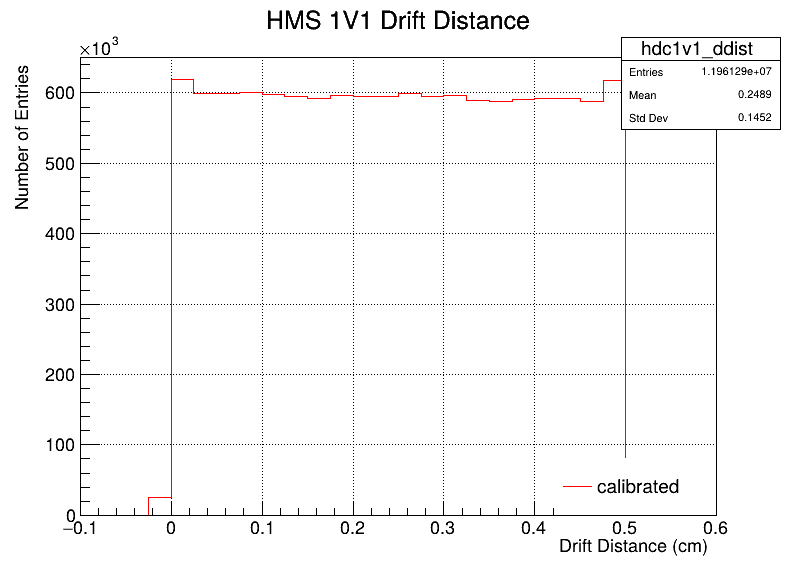 HMS 1V1 Drift Distance
×10³
hdc1v1_ddist
Entries 1.196129e+07
Mean 0.2489
Std Dev 0.1452
Number of Entries
600
500
400
300
200
100
0
−0.1 0 0.1 0.2 0.3 0.4 0.5 0.6
calibrated
Drift Distance (cm)